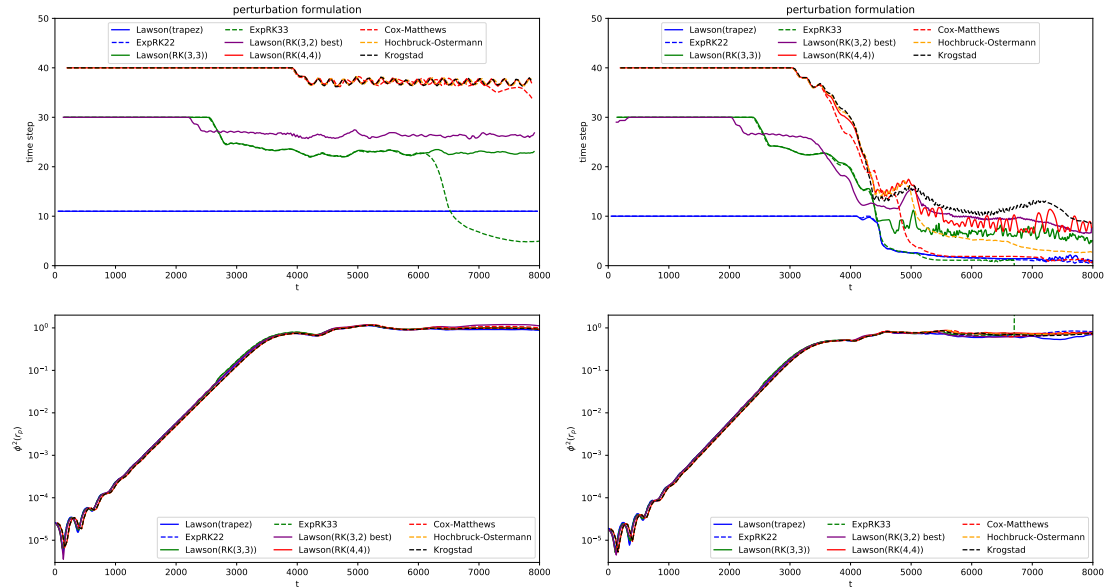 perturbation formulation
Lawson(trapez) ExpRK33 Cox-Matthews
ExpRK22 Lawson(RK(3,2) best) Hochbruck-Ostermann
Lawson(RK(3,3)) Lawson(RK(4,4)) Krogstad
50
40
30
20
10
0
time step
0 1000 2000 3000 4000 5000 6000 7000 8000
t
perturbation formulation
Lawson(trapez) ExpRK33 Cox-Matthews
ExpRK22 Lawson(RK(3,2) best) Hochbruck-Ostermann
Lawson(RK(3,3)) Lawson(RK(4,4)) Krogstad
50
40
30
20
10
0
time step
0 1000 2000 3000 4000 5000 6000 7000 8000
t
10⁰
10⁻¹
10⁻²
10⁻³
10⁻⁴
10⁻⁵
ϕ²(rₚ)
Lawson(trapez) ExpRK33 Cox-Matthews
ExpRK22 Lawson(RK(3,2) best) Hochbruck-Ostermann
Lawson(RK(3,3)) Lawson(RK(4,4)) Krogstad
0 1000 2000 3000 4000 5000 6000 7000 8000
t
10⁰
10⁻¹
10⁻²
10⁻³
10⁻⁴
10⁻⁵
ϕ²(rₚ)
Lawson(trapez) ExpRK33 Cox-Matthews
ExpRK22 Lawson(RK(3,2) best) Hochbruck-Ostermann
Lawson(RK(3,3)) Lawson(RK(4,4)) Krogstad
0 1000 2000 3000 4000 5000 6000 7000 8000
t